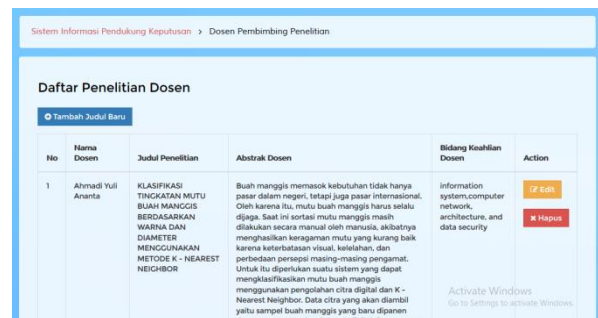 Sistem Informasi Pendukung Keputusan > Dosen Pembimbing Penelitian
Daftar Penelitian Dosen
Tambah Judul Baru
No
Nama
Dosen
Judul Penelitian
Abstrak Dosen
Bidang Keahlian
Dosen
Action
1
Ahmadi Yuli
Ananta
KLASIFIKASI
TINGKATAN MUTU
BUAH MANGGIS
BERDASARKAN
WARNA DAN
DIAMETER
MENGGUNAKAN
METODE K - NEAREST
NEIGHBOR
Buah manggis memasok kebutuhan tidak hanya
pasar dalam negeri, tetapi juga pasar internasional.
Oleh karena itu, mutu buah manggis harus selalu
dijaga. Saat ini sortasi mutu manggis masih
dilakukan secara manual oleh manusia, akibatnya
menghasilkan keragaman mutu yang kurang baik
karena keterbatasan visual, kelelahan, dan
perbedaan persepsi masing-masing pengamat.
Untuk itu diperlukan suatu sistem yang dapat
mengklasifikasikan mutu buah manggis
menggunakan pengolahan citra digital dan K -
Nearest Neighbor. Data citra yang akan diambil
yaitu sampel buah manggis yang baru dipanen
information
system,computer
network,
architecture, and
data security
Edit
Hapus
Activate Windows
Go to Settings to activate Windows.